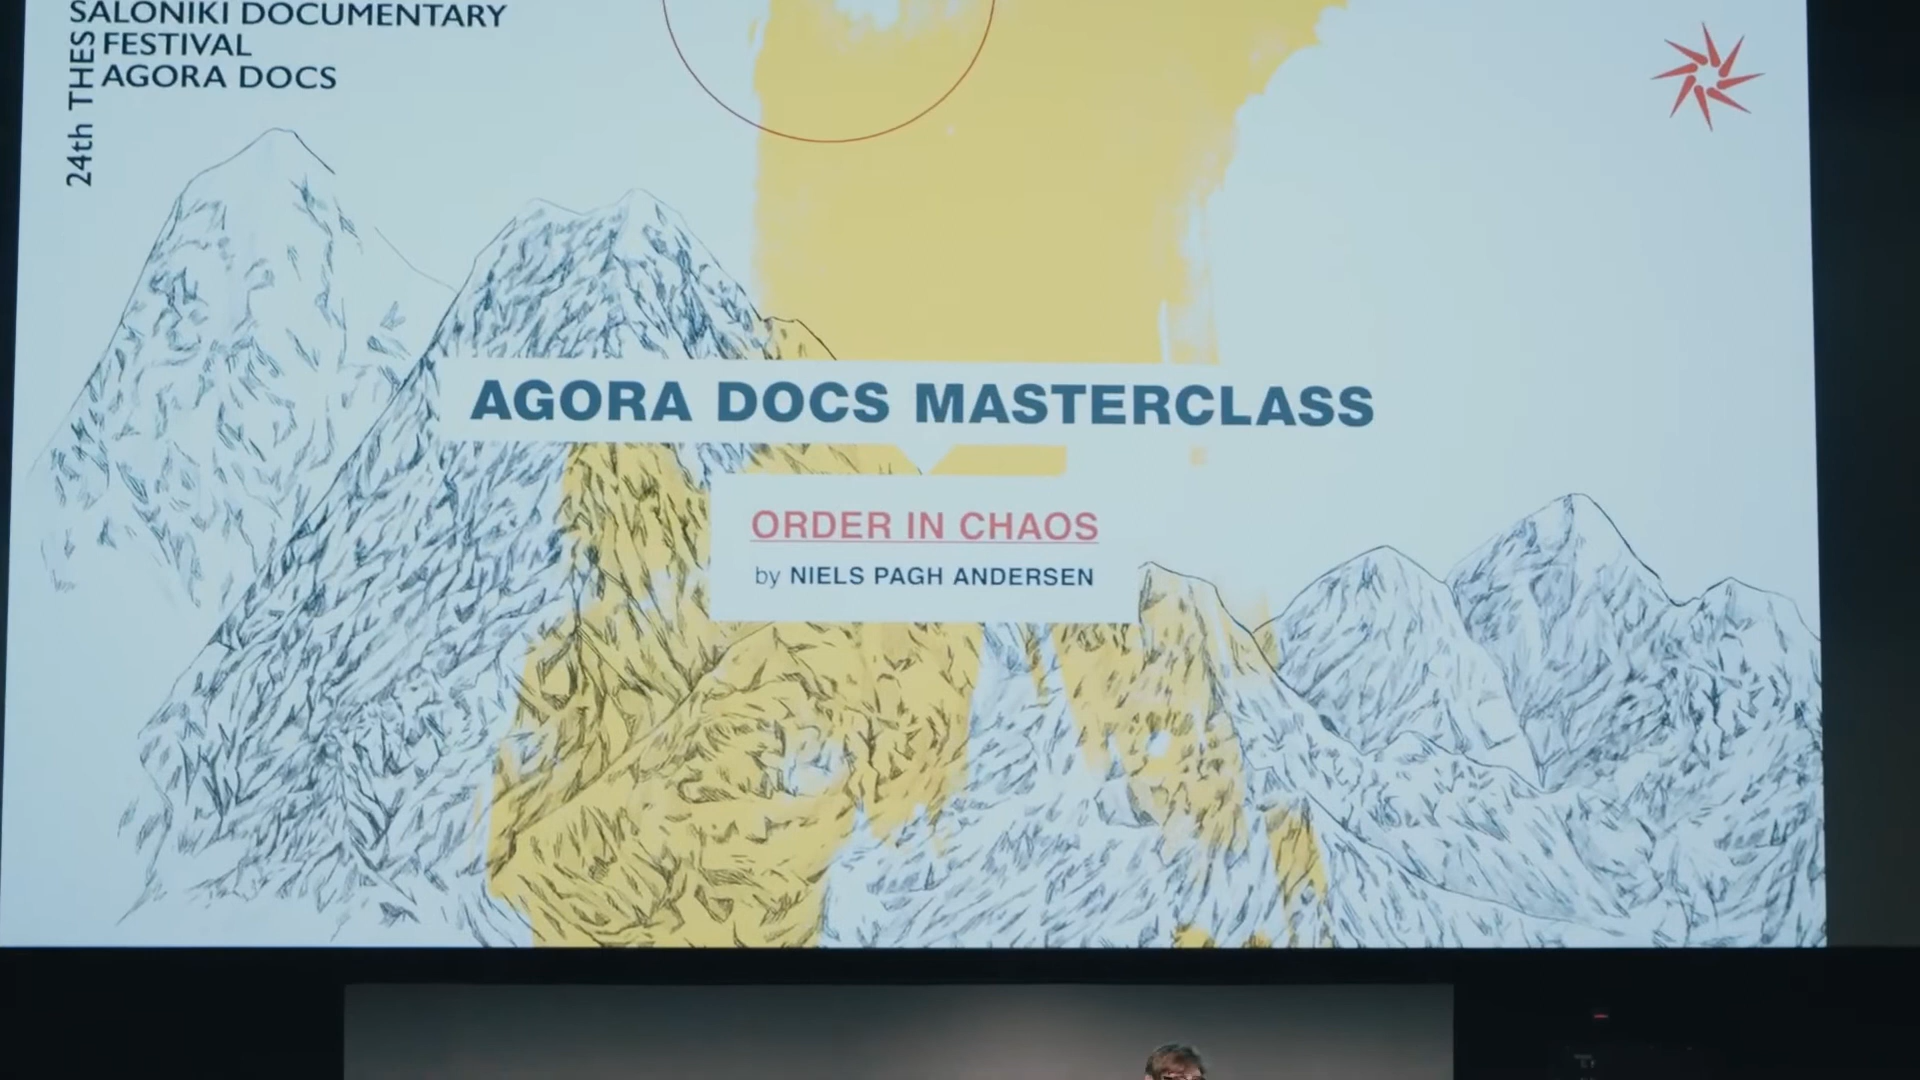 24th THES
SALONIKI DOCUMENTARY
FESTIVAL
AGORA DOCS
AGORA DOCS MASTERCLASS
ORDER IN CHAOS
by NIELS PAGH ANDERSEN